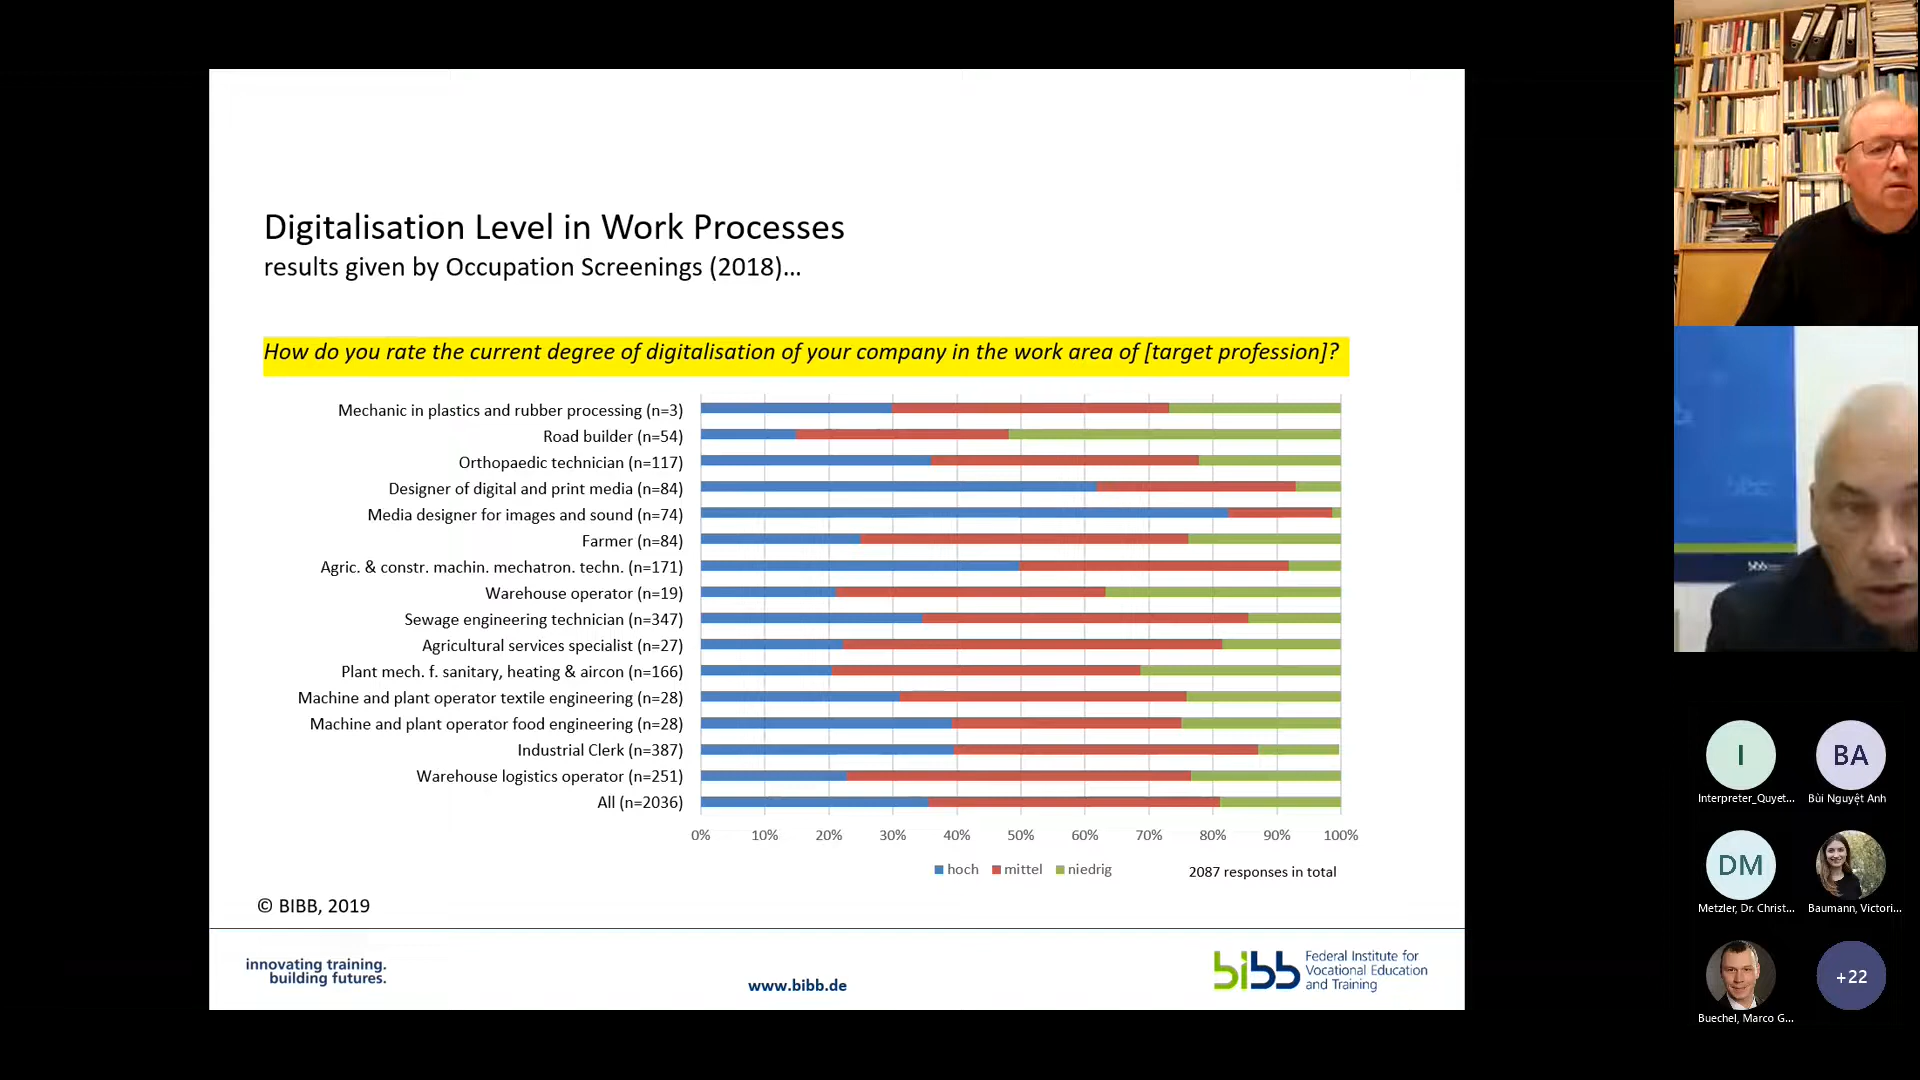 Digitalisation Level in Work Processes
results given by Occupation Screenings (2018)...
How do you rate the current degree of digitalisation of your company in the work area of [target profession]?
Mechanic in plastics and rubber processing (n=3)
Road builder (n=54)
Orthopaedic technician (n=117)
Designer of digital and print media (n=84)
Media designer for images and sound (n=74)
Farmer (n=84)
Agric. & constr. machin. mechatron. techn. (n=171)
Warehouse operator (n=19)
Sewage engineering technician (n=347)
Agricultural services specialist (n=27)
Plant mech. f. sanitary, heating & aircon (n=166)
Machine and plant operator textile engineering (n=28)
Machine and plant operator food engineering (n=28)
Industrial Clerk (n=387)
Warehouse logistics operator (n=251)
All (n=2036)
0% 10% 20% 30% 40% 50% 60% 70% 80% 90% 100%
hoch mittel niedrig
2087 responses in total
© BIBB, 2019
innovating training.
building futures.
www.bibb.de
bibb
Federal Institute for
Vocational Education
and Training
I
Interpreter_Quyet...
BA
Bùi Nguyệt Anh
DM
Metzler, Dr. Christ...
Baumann, Victori...
Buechel, Marco G...
+22